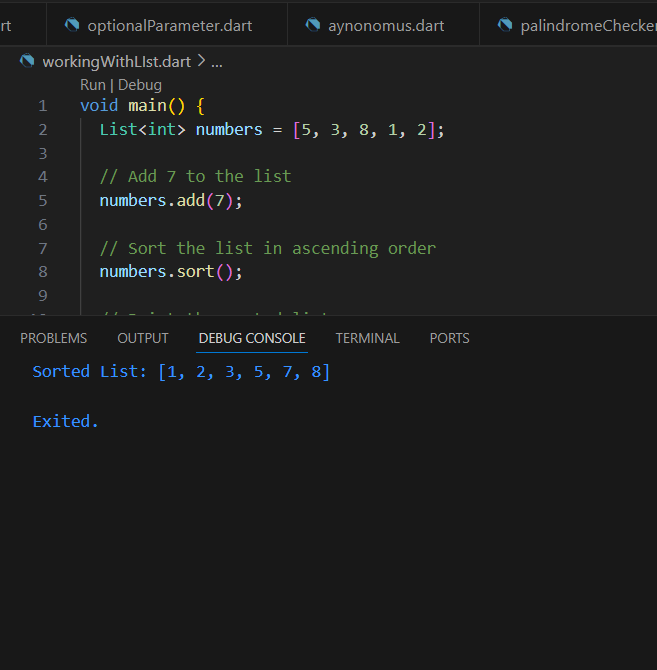 rt optionalParameter.dart aynonomus.dart palindromeChecke
workingWithLIst.dart > ...
Run | Debug
1 void main() {
2 List<int> numbers = [5, 3, 8, 1, 2];
3
4 // Add 7 to the list
5 numbers.add(7);
6
7 // Sort the list in ascending order
8 numbers.sort();
9
PROBLEMS OUTPUT DEBUG CONSOLE TERMINAL PORTS
Sorted List: [1, 2, 3, 5, 7, 8]
Exited.